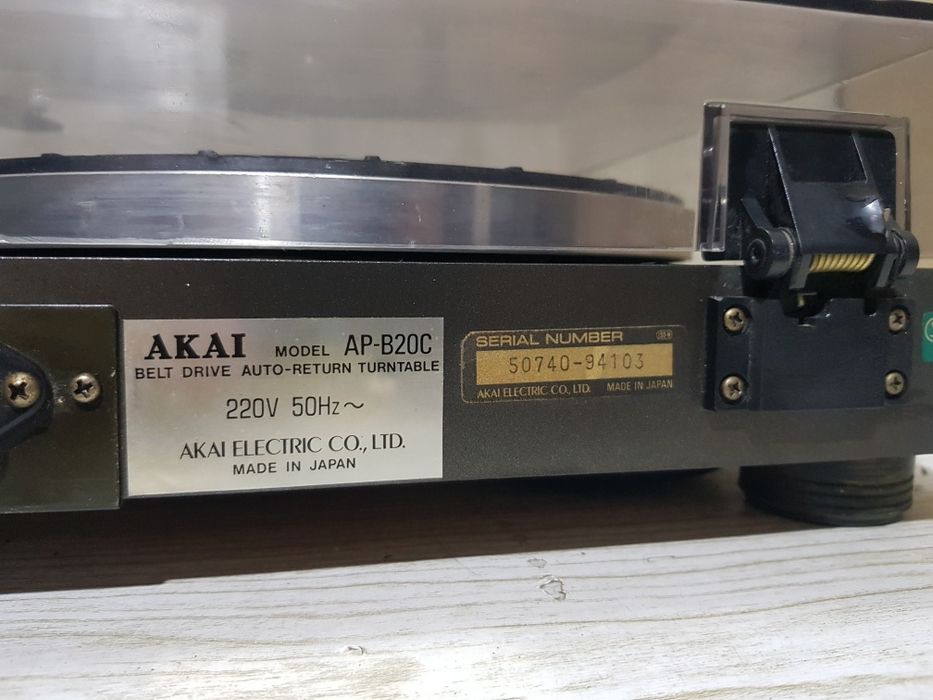 AKAI MODEL AP-B20C
BELT DRIVE AUTO-RETURN TURNTABLE
220V 50Hz～
AKAI ELECTRIC CO., LTD.
MADE IN JAPAN
SERIAL NUMBER
50740-94103
AKAI ELECTRIC CO., LTD. MADE IN JAPAN